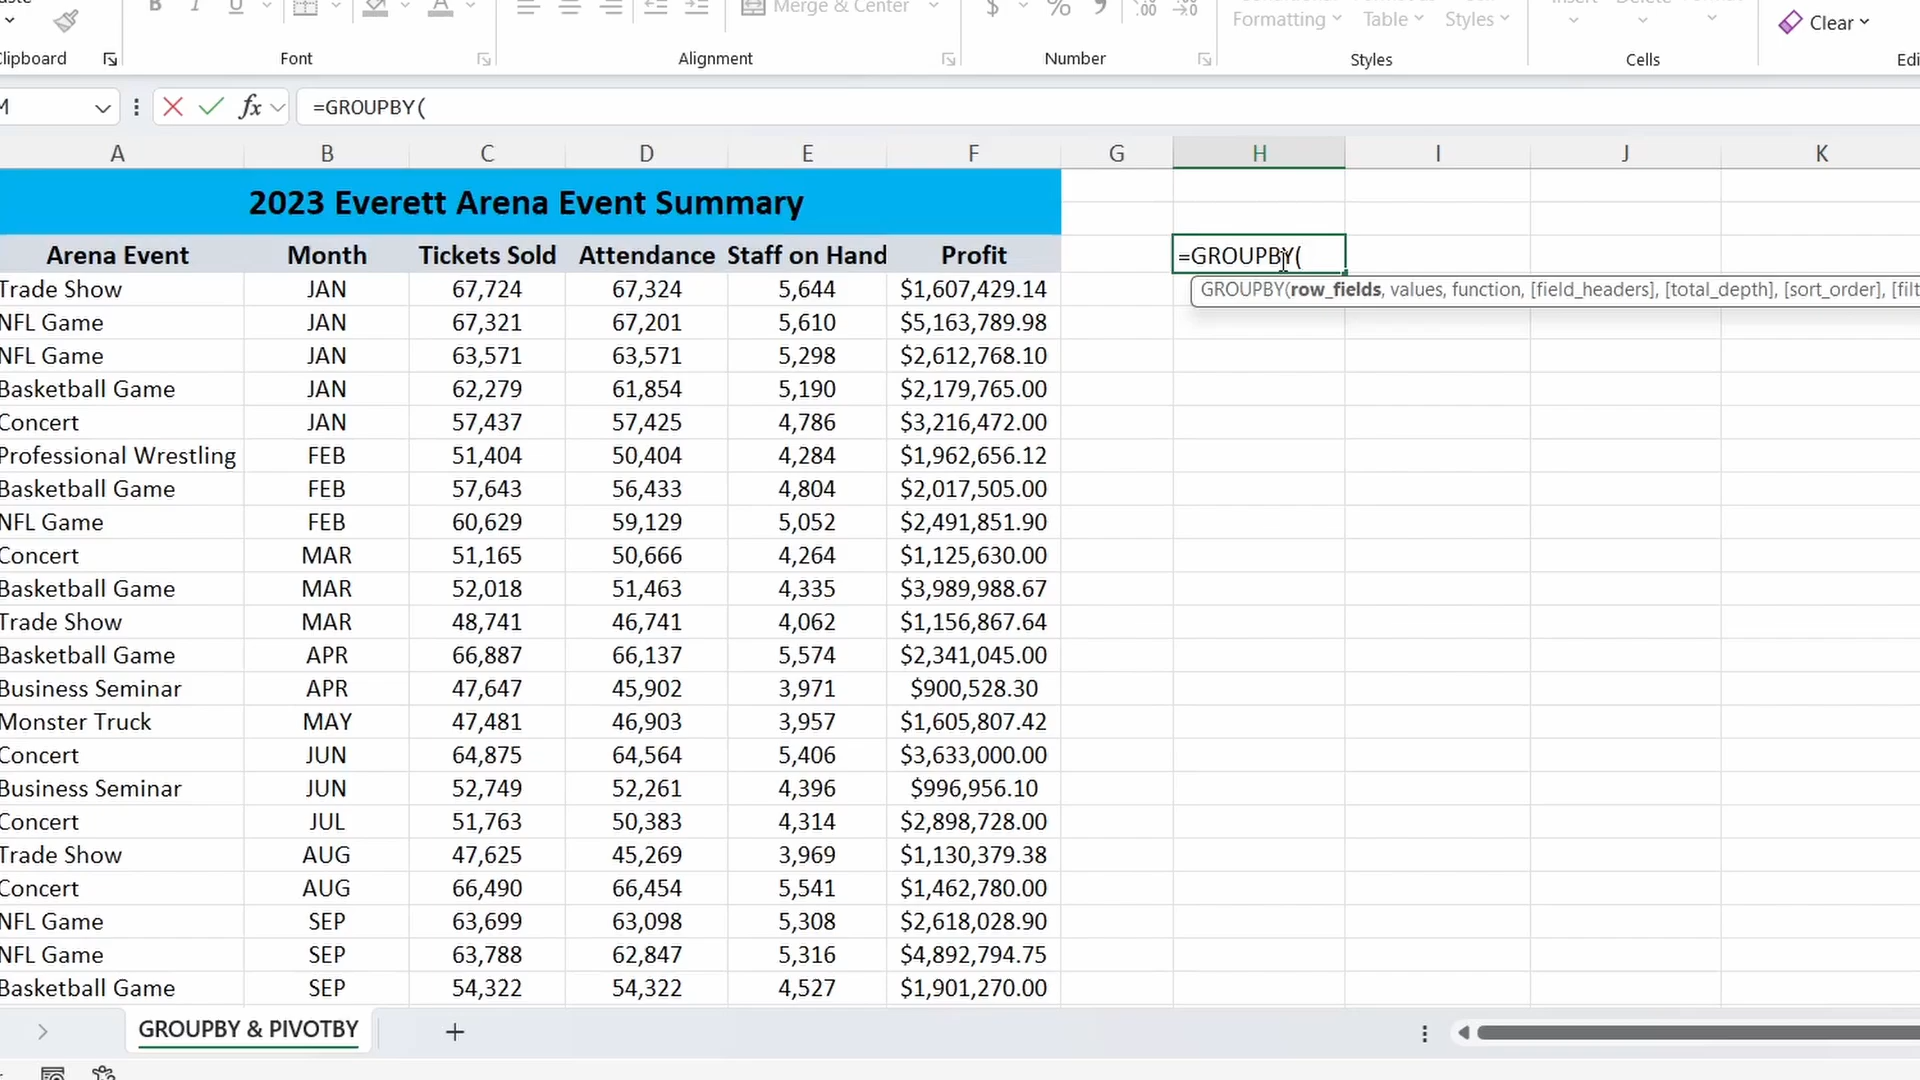 B I U
Merge & Center
$ % 9
Formatting Table Styles
Clear
Font Alignment Number Styles Cells
fx =GROUPBY(
A B C D E F G H I J K
2023 Everett Arena Event Summary
Arena Event Month Tickets Sold Attendance Staff on Hand Profit =GROUPBY(
GROUPBY(row_fields, values, function, [field_headers], [total_depth], [sort_order], [filt
Trade Show JAN 67,724 67,324 5,644 $1,607,429.14
NFL Game JAN 67,321 67,201 5,610 $5,163,789.98
NFL Game JAN 63,571 63,571 5,298 $2,612,768.10
Basketball Game JAN 62,279 61,854 5,190 $2,179,765.00
Concert JAN 57,437 57,425 4,786 $3,216,472.00
Professional Wrestling FEB 51,404 50,404 4,284 $1,962,656.12
Basketball Game FEB 57,643 56,433 4,804 $2,017,505.00
NFL Game FEB 60,629 59,129 5,052 $2,491,851.90
Concert MAR 51,165 50,666 4,264 $1,125,630.00
Basketball Game MAR 52,018 51,463 4,335 $3,989,988.67
Trade Show MAR 48,741 46,741 4,062 $1,156,867.64
Basketball Game APR 66,887 66,137 5,574 $2,341,045.00
Business Seminar APR 47,647 45,902 3,971 $900,528.30
Monster Truck MAY 47,481 46,903 3,957 $1,605,807.42
Concert JUN 64,875 64,564 5,406 $3,633,000.00
Business Seminar JUN 52,749 52,261 4,396 $996,956.10
Concert JUL 51,763 50,383 4,314 $2,898,728.00
Trade Show AUG 47,625 45,269 3,969 $1,130,379.38
Concert AUG 66,490 66,454 5,541 $1,462,780.00
NFL Game SEP 63,699 63,098 5,308 $2,618,028.90
NFL Game SEP 63,788 62,847 5,316 $4,892,794.75
Basketball Game SEP 54,322 54,322 4,527 $1,901,270.00
GROUPBY & PIVOTBY